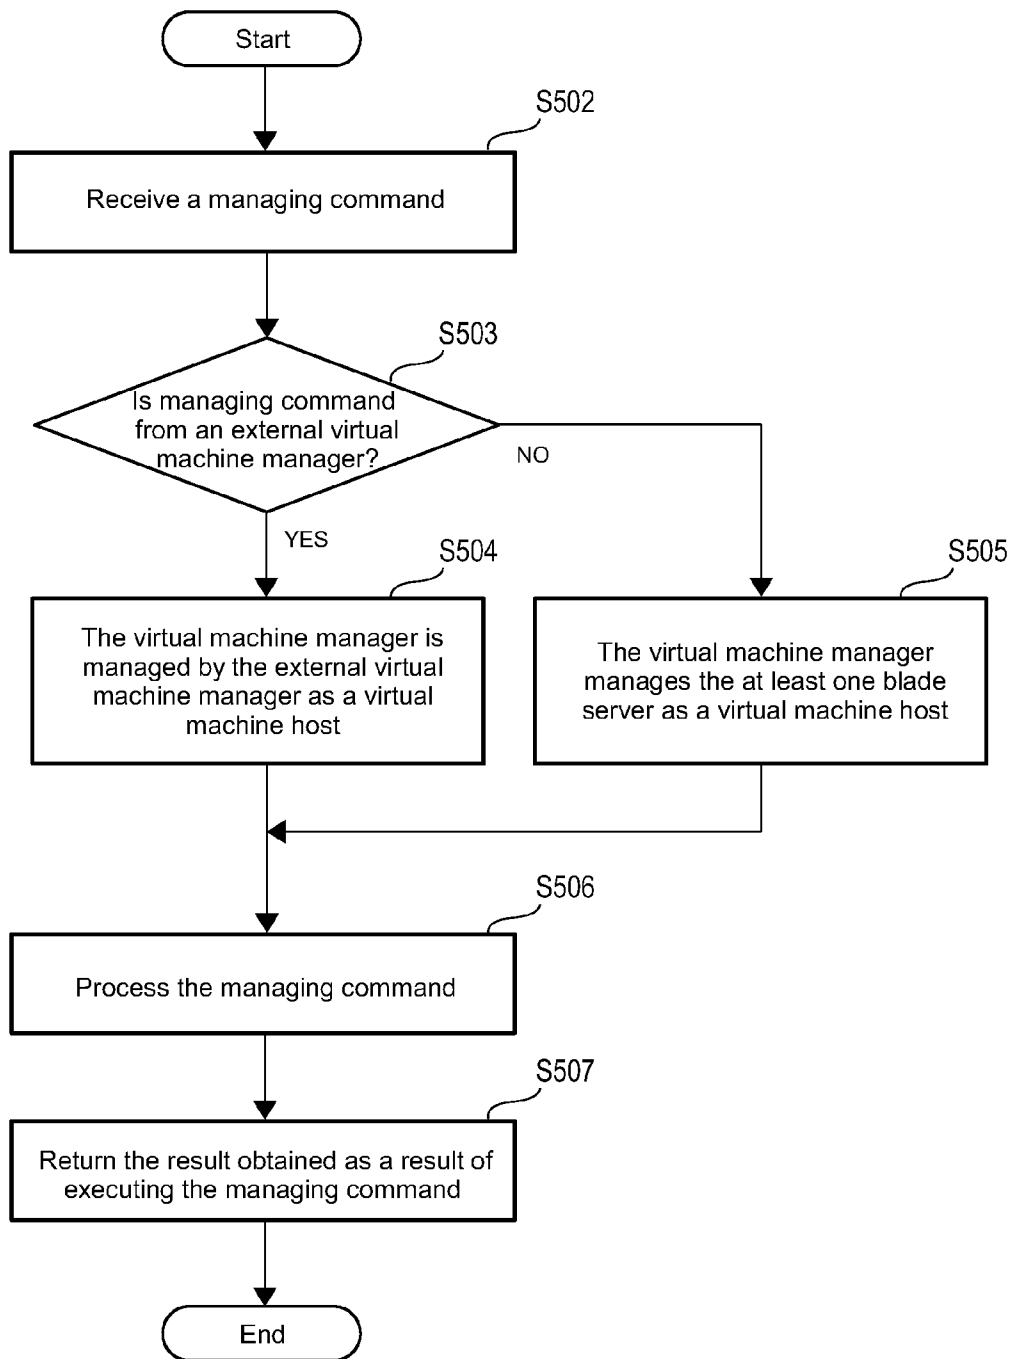 Start
S502
Receive a managing command
S503
Is managing command
from an external virtual
machine manager?
NO
YES
S504
The virtual machine manager is
managed by the external virtual
machine manager as a virtual
machine host
S505
The virtual machine manager
manages the at least one blade
server as a virtual machine host
S506
Process the managing command
S507
Return the result obtained as a result of
executing the managing command
End